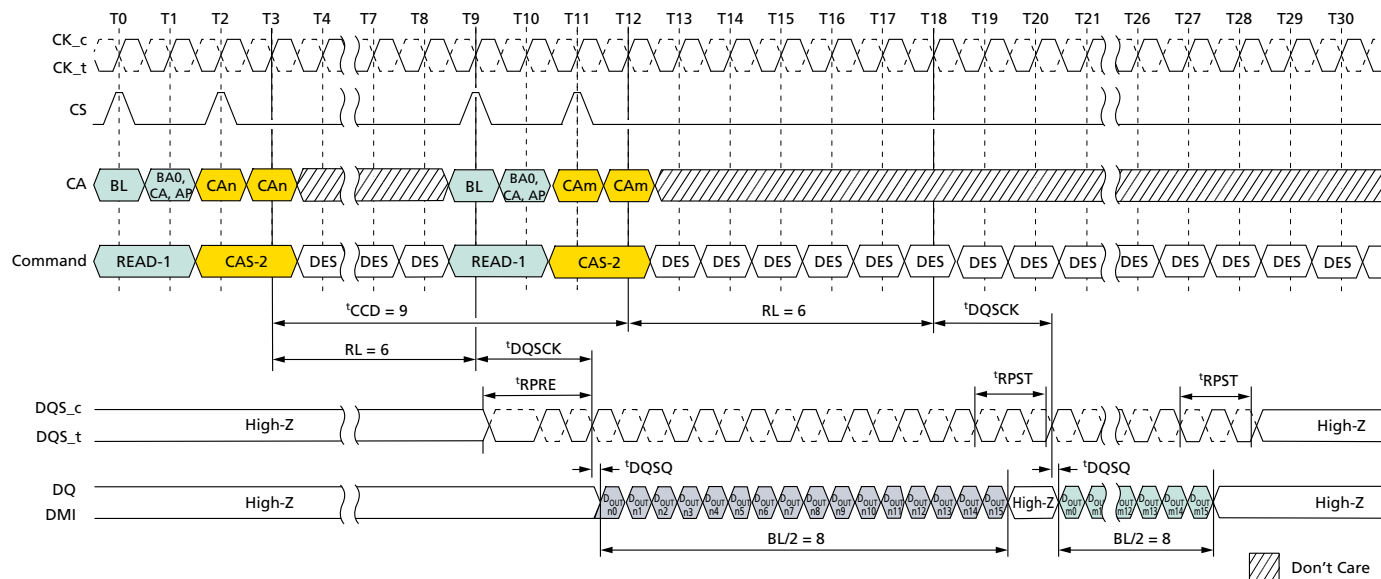 T0 T1 T2 T3 T4 T7 T8 T9 T10 T11 T12 T13 T14 T15 T16 T17 T18 T19 T20 T21 T26 T27 T28 T29 T30
CK_c
CK_t
CS
CA BL BA0, CA, AP CAn CAn BL BA0, CA, AP CAm CAm
Command READ-1 CAS-2 DES DES DES READ-1 CAS-2 DES DES DES DES DES DES DES DES DES DES DES DES DES DES
tCCD = 9 RL = 6 tDQSCK
RL = 6 tDQSCK
tRPRE tRPST tRPST
DQS_c
DQS_t
High-Z High-Z
tDQSQ tDQSQ
DQ
DMI
High-Z DOUT n0 DOUT n1 DOUT n2 DOUT n3 DOUT n4 DOUT n5 DOUT n6 DOUT n7 DOUT n8 DOUT n9 DOUT n10 DOUT n11 DOUT n12 DOUT n13 DOUT n14 DOUT n15 High-Z DOUT m0 DOUT m1 DOUT m12 DOUT m13 DOUT m14 DOUT m15 High-Z
BL/2 = 8 BL/2 = 8
Don't Care